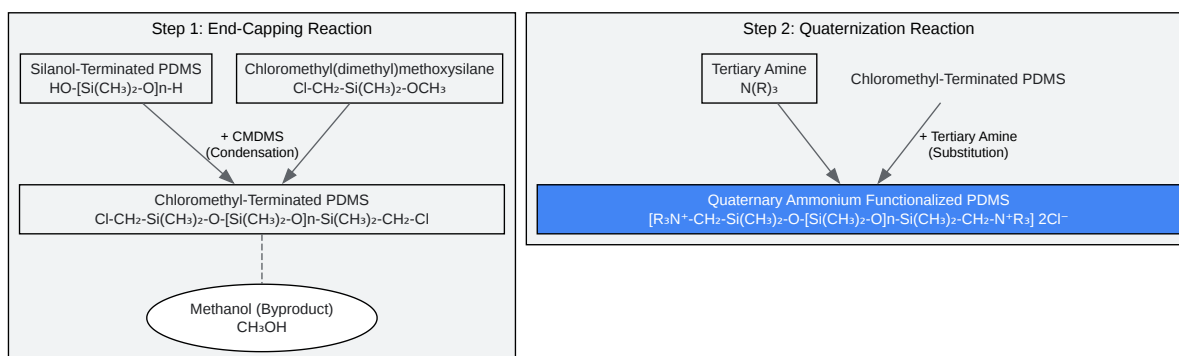 Step 1: End-Capping Reaction
Silanol-Terminated PDMS
HO-[Si(CH₃)₂-O]n-H
Chloromethyl(dimethyl)methoxysilane
Cl-CH₂-Si(CH₃)₂-OCH₃
+ CMDMS
(Condensation)
Chloromethyl-Terminated PDMS
Cl-CH₂-Si(CH₃)₂-O-[Si(CH₃)₂-O]n-Si(CH₃)₂-CH₂-Cl
Methanol (Byproduct)
CH₃OH
Step 2: Quaternization Reaction
Tertiary Amine
N(R)₃
Chloromethyl-Terminated PDMS
+ Tertiary Amine
(Substitution)
Quaternary Ammonium Functionalized PDMS
[R₃N⁺-CH₂-Si(CH₃)₂-O-[Si(CH₃)₂-O]n-Si(CH₃)₂-CH₂-N⁺R₃] 2Cl⁻